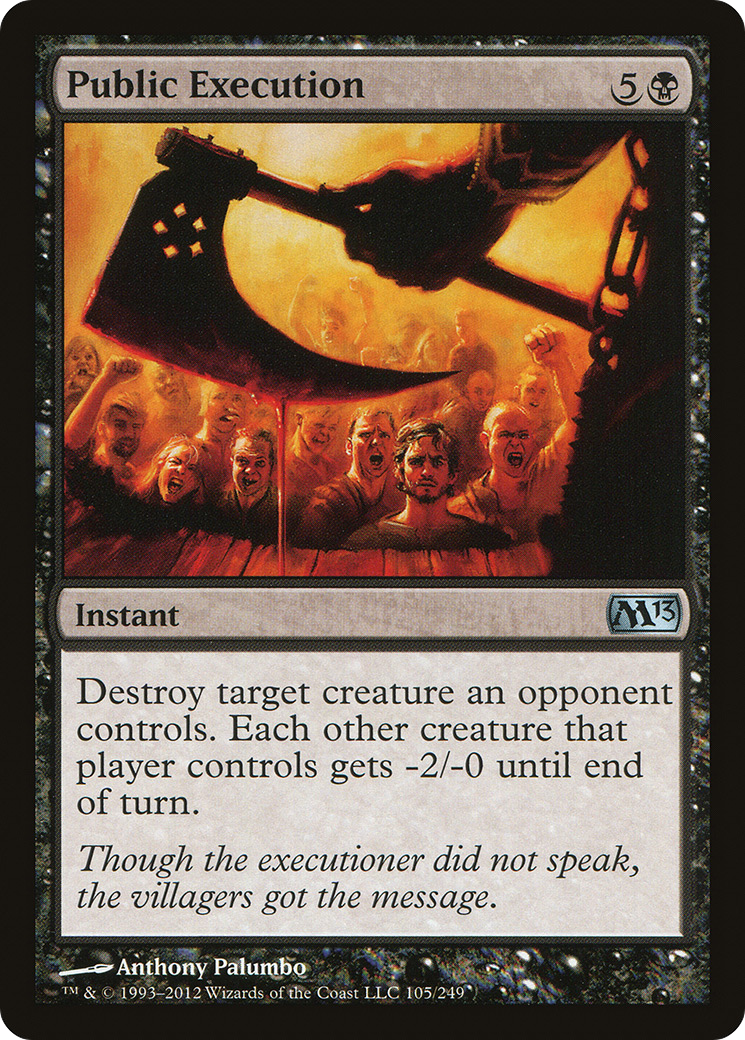 Public Execution 5
Instant M13
Destroy target creature an opponent
controls. Each other creature that
player controls gets -2/-0 until end
of turn.
Though the executioner did not speak,
the villagers got the message.
Anthony Palumbo
™ & © 1993–2012 Wizards of the Coast LLC 105/249